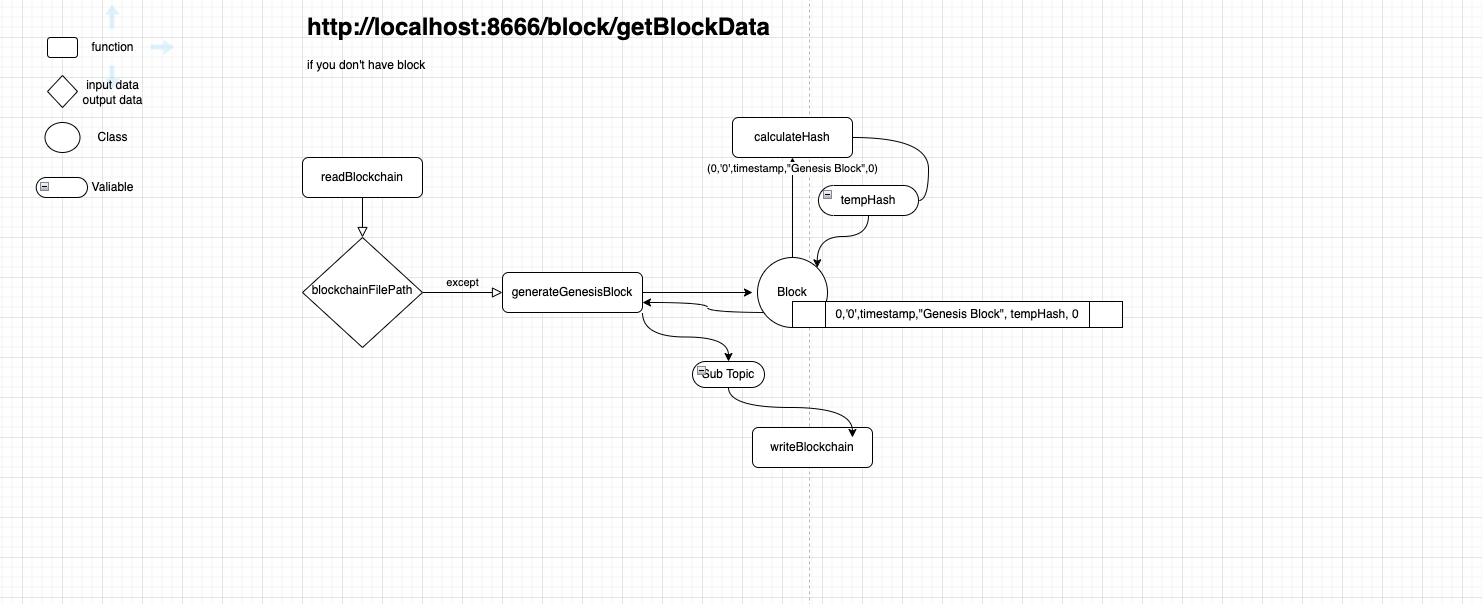 http://localhost:8666/block/getBlockData
if you don't have block
function
input data
output data
Class
Valiable
readBlockchain
blockchainFilePath
except
generateGenesisBlock
calculateHash
(0,'0',timestamp,"Genesis Block",0)
tempHash
Block
0,'0',timestamp,"Genesis Block", tempHash, 0
Sub Topic
writeBlockchain